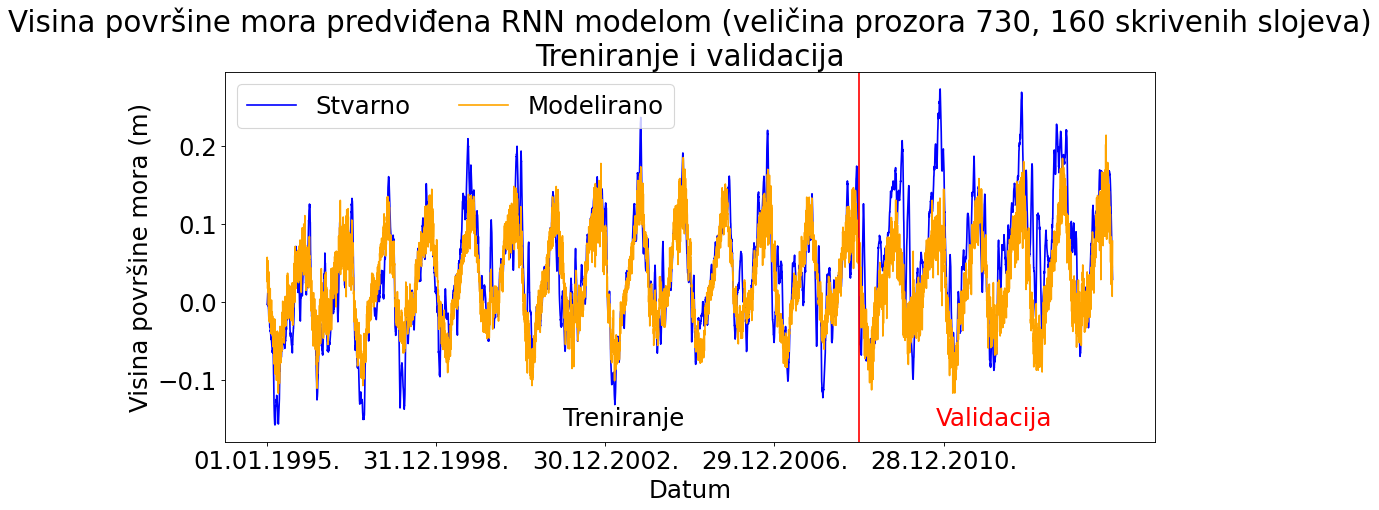 Visina površine mora predviđena RNN modelom (veličina prozora 730, 160 skrivenih slojeva)
Treniranje i validacija
Stvarno
Modelirano
Visina površine mora (m)
0.2
0.1
0.0
−0.1
Treniranje
Validacija
01.01.1995.
31.12.1998.
30.12.2002.
29.12.2006.
28.12.2010.
Datum